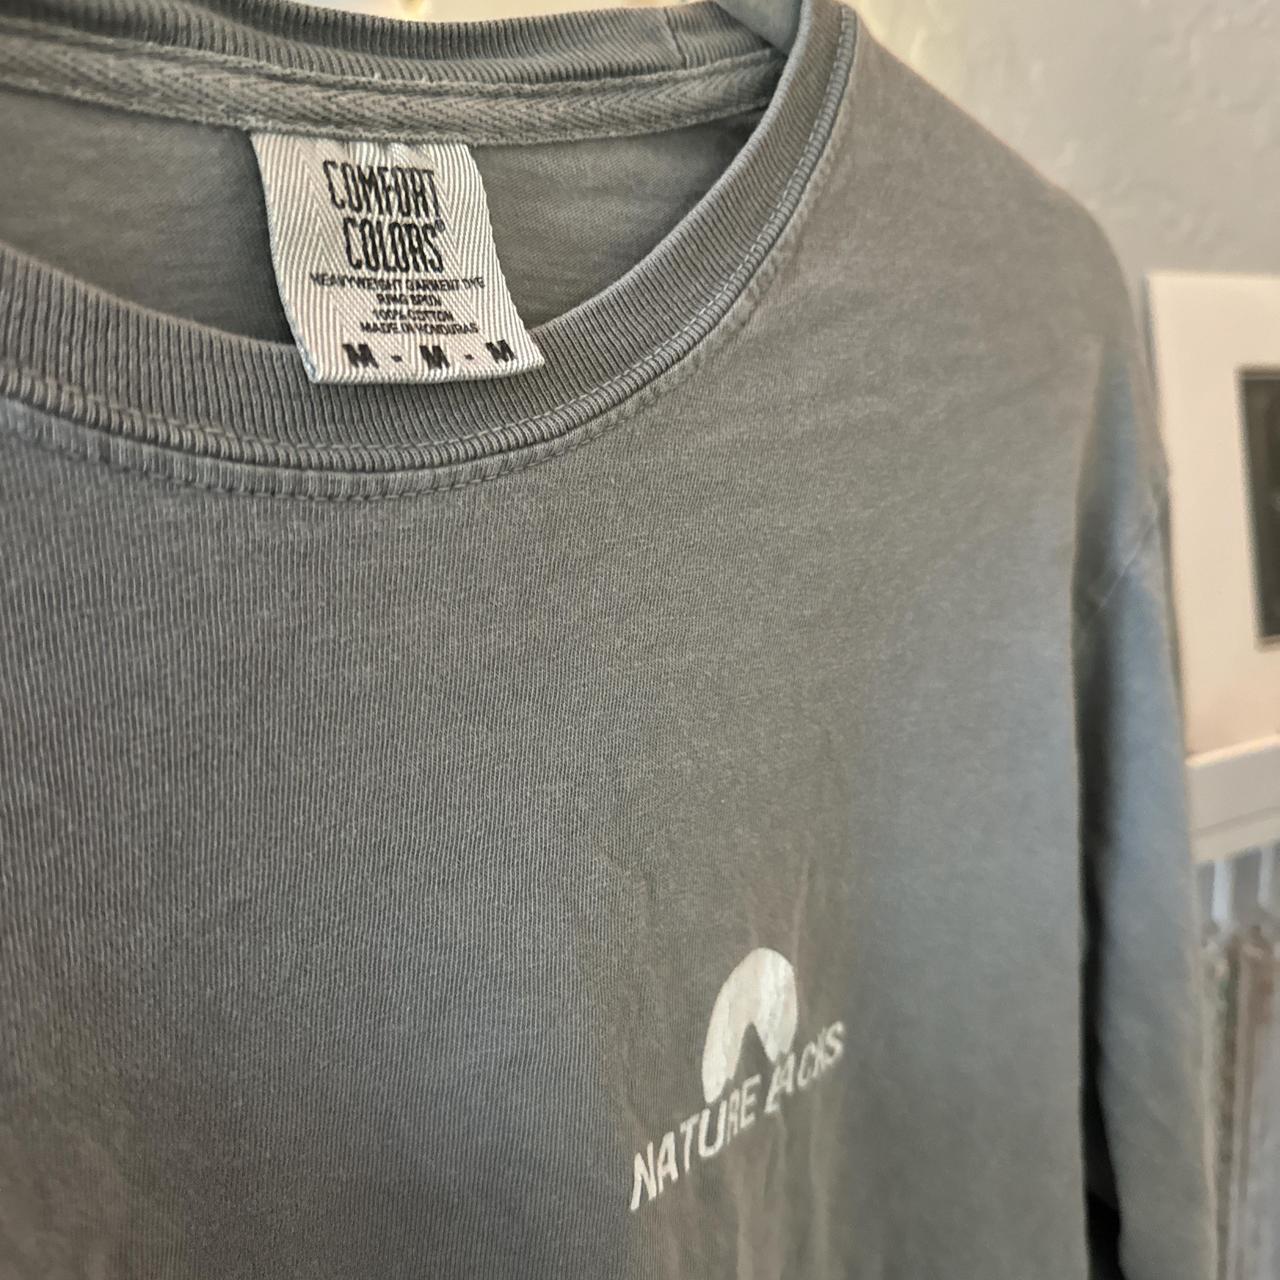 COMFORT
COLORS®
HEAVYWEIGHT GARMENT DYE
RING SPUN
100% COTTON
MADE IN HONDURAS
M - M - M
NATURE BACKS